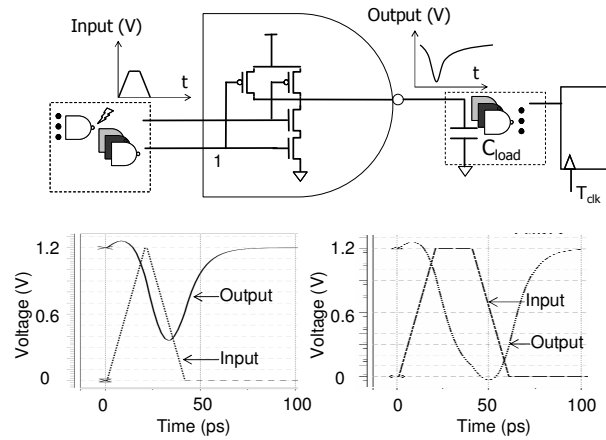 Input (V)
t
Output (V)
t
1
C_load
T_clk
Voltage (V)
1.2
0.6
0
Output
Input
0
50
100
Time (ps)
Voltage (V)
1.2
0.6
0
Input
Output
0
50
100
Time (ps)